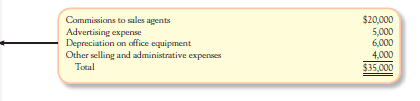 Commissions to sales agents $20,000
Advertising expense 5,000
Depreciation on office equipment 6,000
Other selling and administrative expenses 4,000
Total $35,000